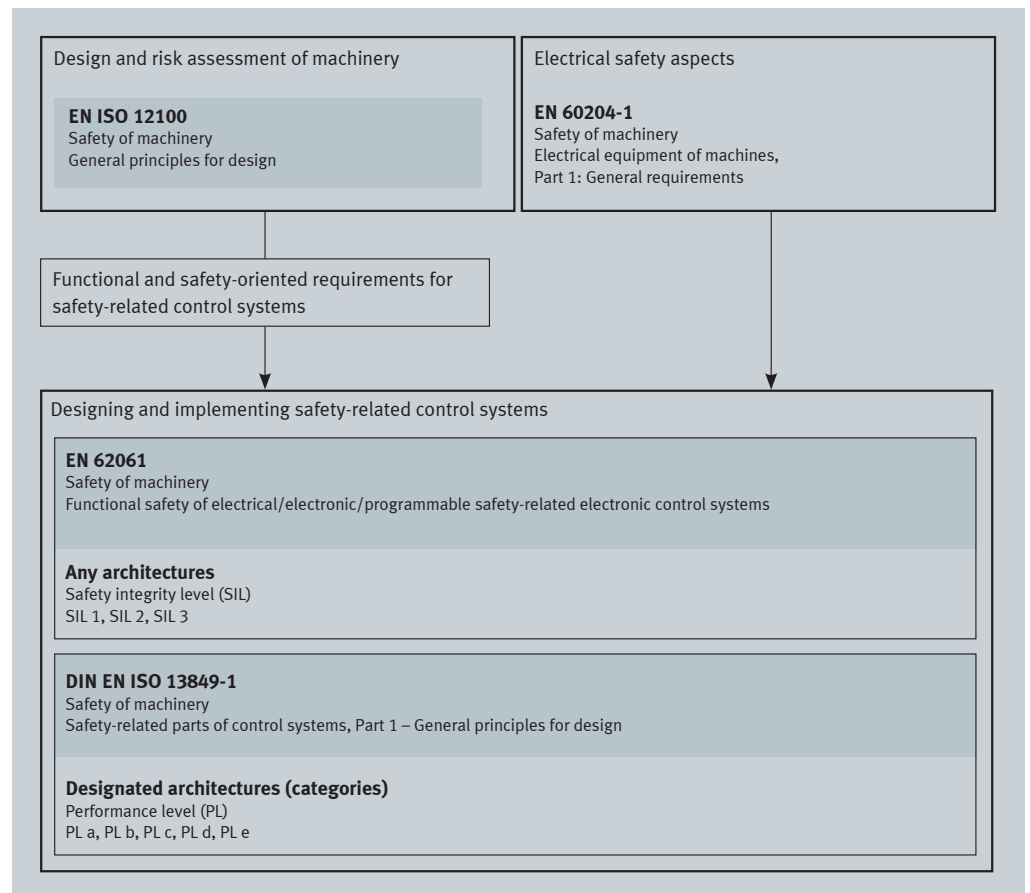 Design and risk assessment of machinery
EN ISO 12100
Safety of machinery
General principles for design
Electrical safety aspects
EN 60204-1
Safety of machinery
Electrical equipment of machines,
Part 1: General requirements
Functional and safety-oriented requirements for
safety-related control systems
Designing and implementing safety-related control systems
EN 62061
Safety of machinery
Functional safety of electrical/electronic/programmable safety-related electronic control systems
Any architectures
Safety integrity level (SIL)
SIL 1, SIL 2, SIL 3
DIN EN ISO 13849-1
Safety of machinery
Safety-related parts of control systems, Part 1 – General principles for design
Designated architectures (categories)
Performance level (PL)
PL a, PL b, PL c, PL d, PL e